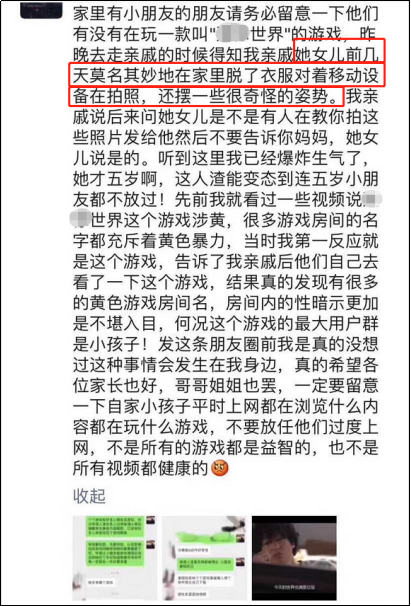 家里有小朋友的朋友请务必留意一下他们
有没有在玩一款叫"世界"的游戏，昨
晚去走亲戚的时候得知我亲戚她女儿前几
天莫名其妙地在家里脱了衣服对着移动设
备在拍照，还摆一些很奇怪的姿势。我亲
戚说后来问她女儿是不是有人在教你拍这
些照片发给他然后不要告诉你妈妈，她女
儿说是的。听到这里我已经爆炸生气了，
她才五岁啊，这人渣能变态到连五岁小朋
友都不放过！先前我就看过一些视频说
世界这个游戏涉黄，很多游戏房间的名
字都充斥着黄色暴力，当时我第一反应就
是这个游戏，告诉了我亲戚后他们自己去
看了一下这个游戏，结果真的发现有很多
的黄色游戏房间名，房间内的性暗示更加
是不堪入目，何况这个游戏的最大用户群
是小孩子！发这条朋友圈前我是真的没想
过这种事情会发生在我身边，真的希望各
位家长也好，哥哥姐姐也罢，一定要留意
一下自家小孩子平时上网都在浏览什么内
容都在玩什么游戏，不要放任他们过度上
网，不是所有的游戏都是益智的，也不是
所有视频都健康的
收起